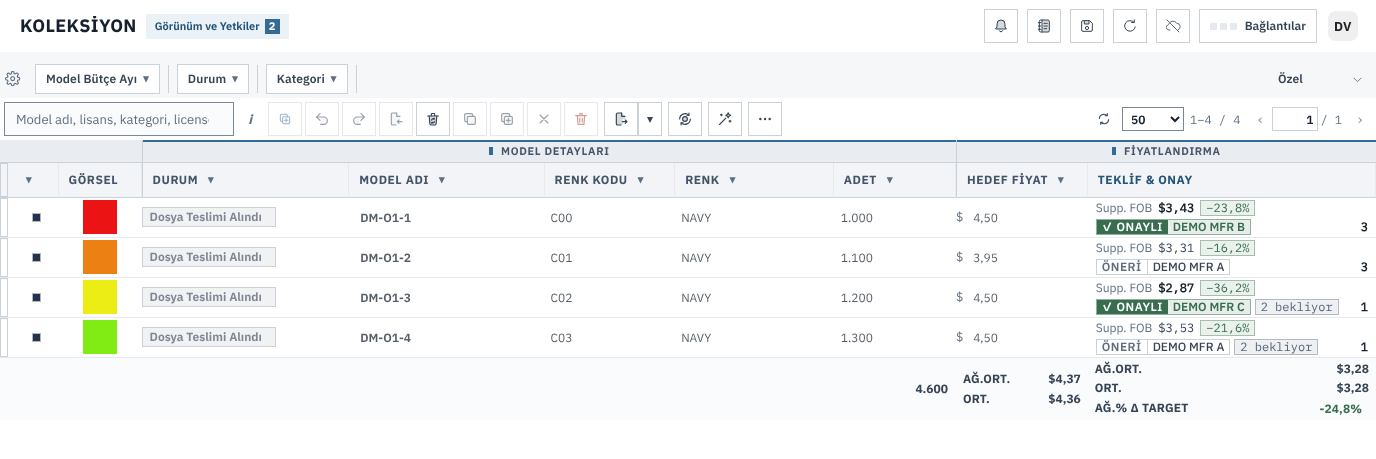 KOLEKSİYON
Görünüm ve Yetkiler 2
Bağlantılar
DV
Model Bütçe Ayı ▾
Durum ▾
Kategori ▾
Özel
Model adı, lisans, kategori, licens
i
50
1–4 / 4
‹ 1 / 1 ›
MODEL DETAYLARI
FİYATLANDIRMA
GÖRSEL
DURUM ▼
MODEL ADI ▼
RENK KODU ▼
RENK ▼
ADET ▼
HEDEF FİYAT ▼
TEKLİF & ONAY
Dosya Teslimi Alındı DM-01-1 C00 NAVY 1.000 $ 4,50
Supp. FOB $3,43 −23,8%
✓ ONAYLI DEMO MFR B 3
Dosya Teslimi Alındı DM-01-2 C01 NAVY 1.100 $ 3,95
Supp. FOB $3,31 −16,2%
ÖNERİ DEMO MFR A 3
Dosya Teslimi Alındı DM-01-3 C02 NAVY 1.200 $ 4,50
Supp. FOB $2,87 −36,2%
✓ ONAYLI DEMO MFR C 2 bekliyor 1
Dosya Teslimi Alındı DM-01-4 C03 NAVY 1.300 $ 4,50
Supp. FOB $3,53 −21,6%
ÖNERİ DEMO MFR A 2 bekliyor 1
4.600
AĞ.ORT. $4,37
ORT. $4,36
AĞ.ORT. $3,28
ORT. $3,28
AĞ.% Δ TARGET -24,8%